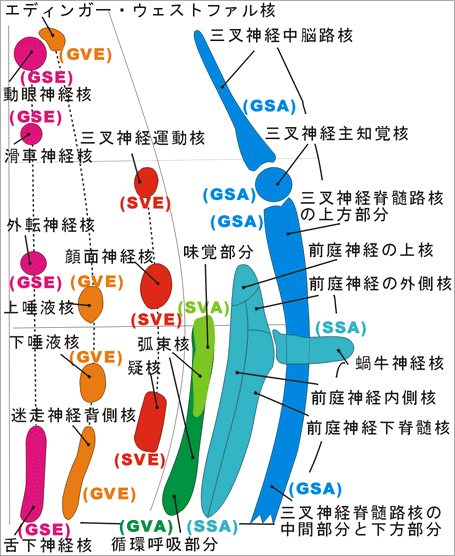 エディンガー・ウェストファル核
(GVE)
(GSE)
動眼神経核
(GSE)
滑車神経核
三叉神経中脳路核
(GSA)
三叉神経運動核
(SVE)
三叉神経主知覚核
(GSA)
(GSA)
三叉神経脊髄路核
の上方部分
外転神経核
(GSE)
顔面神経核
(GVE)
(SVE)
上唾液核
味覚部分
(SVA)
前庭神経の上核
前庭神経の外側核
(SSA)
下唾液核
(GVE)
弧束核
疑核
(SVE)
蝸牛神経核
前庭神経内側核
前庭神経下脊髄核
迷走神経背側核
(GVE)
(GSE)
舌下神経核
(GVA)
循環呼吸部分
(SSA)
(GSA)
三叉神経脊髄路核の
中間部分と下方部分